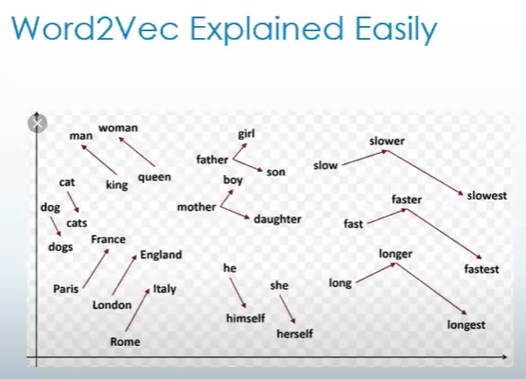 Word2Vec Explained Easily
man
woman
king
queen
cat
dog
cats
dogs
France
England
Paris
London
Italy
Rome
girl
father
son
boy
mother
daughter
he
she
himself
herself
slower
slow
slowest
faster
fast
fastest
longer
long
longest